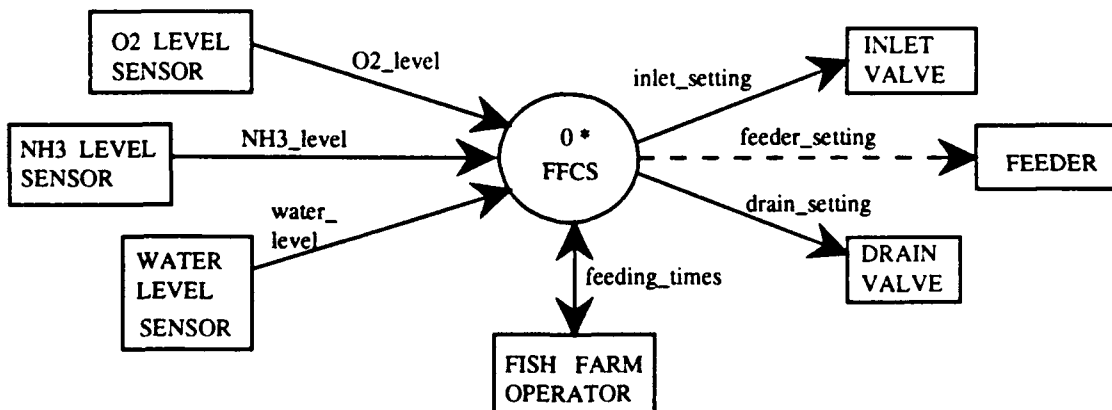 O2 LEVEL
SENSOR
O2_level
inlet_setting
INLET
VALVE
NH3 LEVEL
SENSOR
NH3_level
0 *
FFCS
feeder_setting
FEEDER
water_
level
drain_setting
WATER
LEVEL
SENSOR
DRAIN
VALVE
feeding_times
FISH FARM
OPERATOR